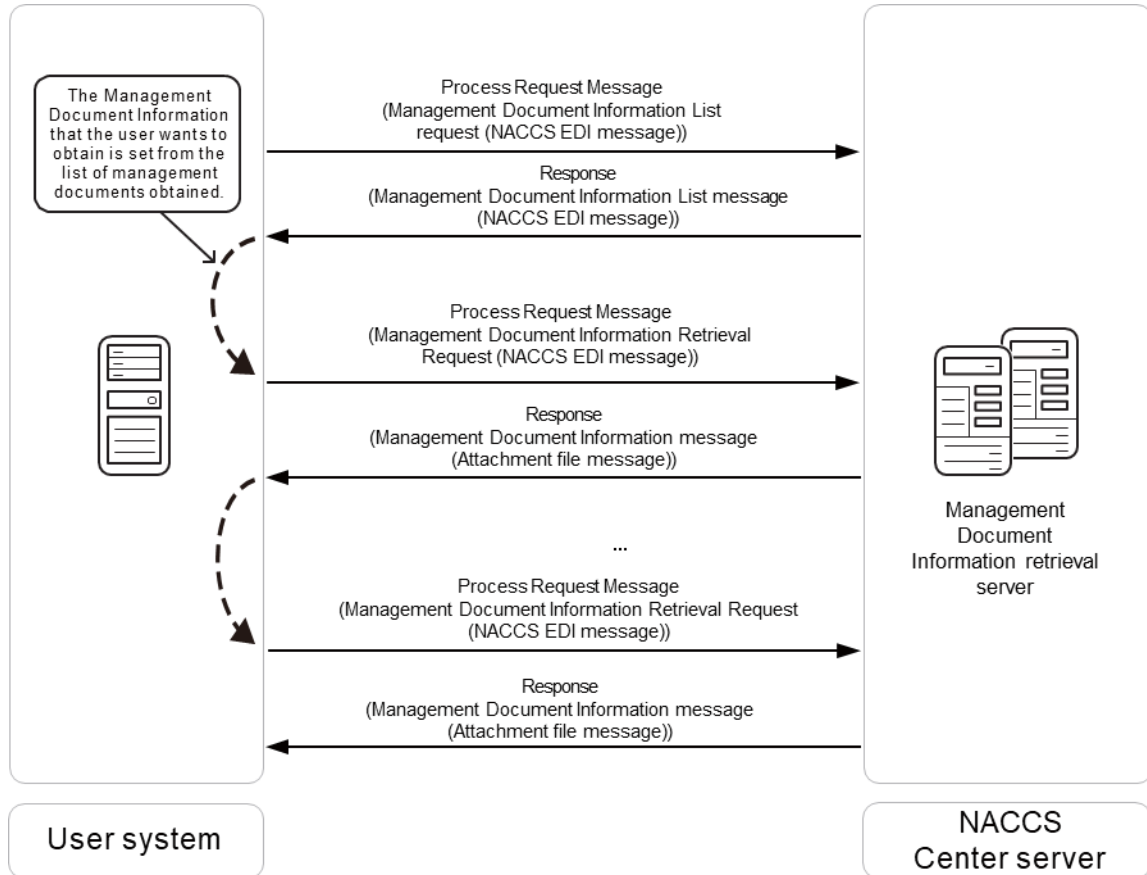 The Management
Document Information
that the user wants to
obtain is set from the
list of management
documents obtained.
Process Request Message
(Management Document Information List
request (NACCS EDI message))
Response
(Management Document Information List message
(NACCS EDI message))
Process Request Message
(Management Document Information Retrieval
Request (NACCS EDI message))
Response
(Management Document Information message
(Attachment file message))
...
Process Request Message
(Management Document Information Retrieval Request
(NACCS EDI message))
Response
(Management Document Information message
(Attachment file message))
Management
Document
Information retrieval
server
User system
NACCS
Center server